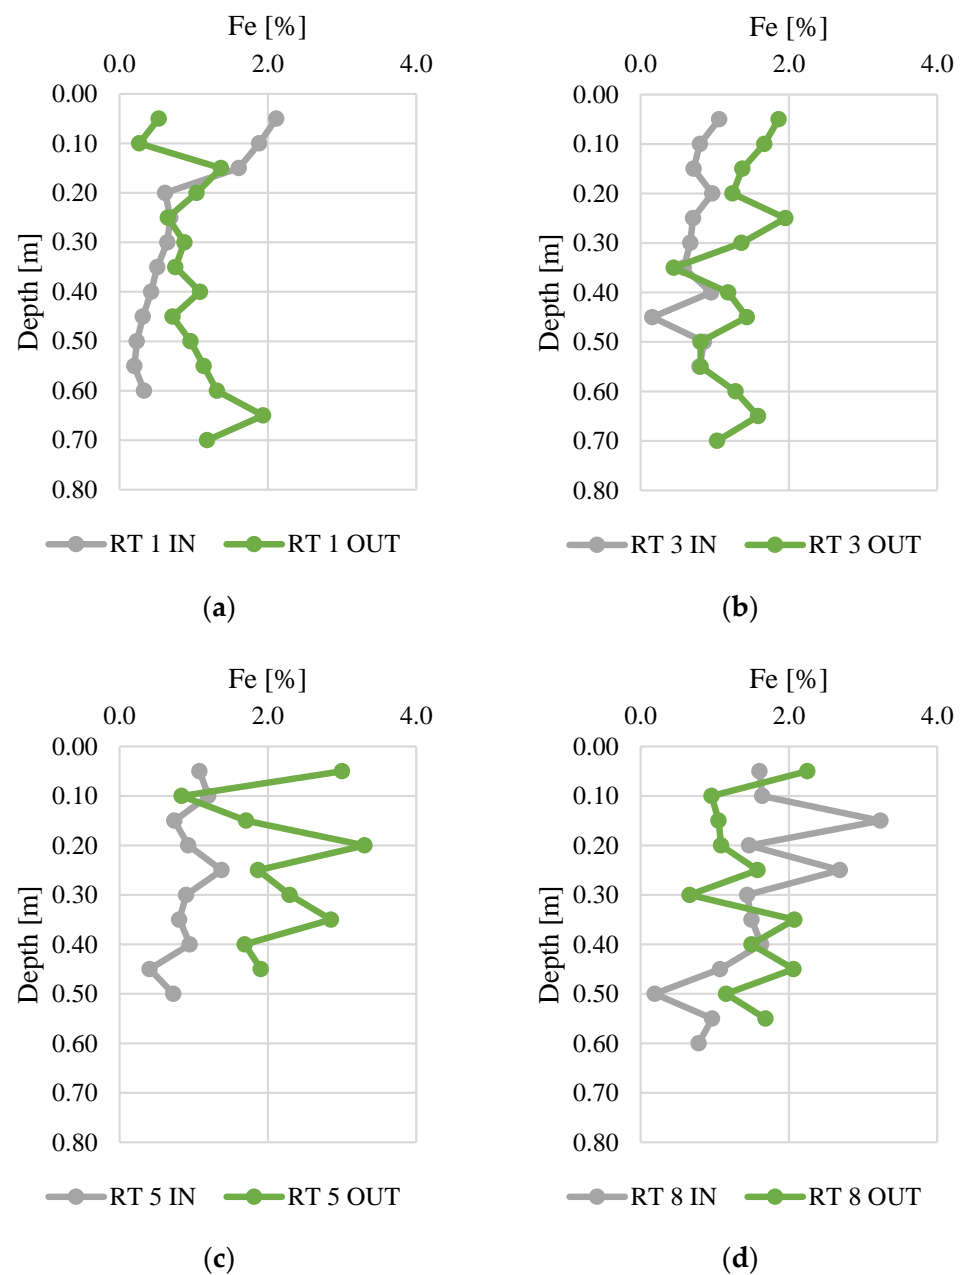 Fe [%] Fe [%]
0.0 2.0 4.0 0.0 2.0 4.0
0.00 0.00
0.10 0.10
0.20 0.20
0.30 0.30
0.40 0.40
0.50 0.50
0.60 0.60
0.70 0.70
0.80 0.80
Depth [m] Depth [m]
RT 1 IN RT 1 OUT RT 3 IN RT 3 OUT
(a) (b)
Fe [%] Fe [%]
0.0 2.0 4.0 0.0 2.0 4.0
0.00 0.00
0.10 0.10
0.20 0.20
0.30 0.30
0.40 0.40
0.50 0.50
0.60 0.60
0.70 0.70
0.80 0.80
Depth [m] Depth [m]
RT 5 IN RT 5 OUT RT 8 IN RT 8 OUT
(c) (d)